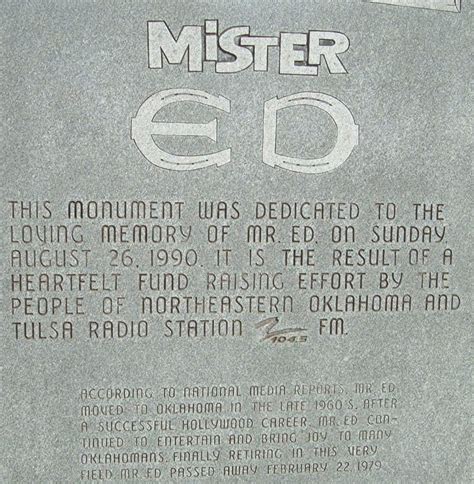 MiSTER
ED
THIS MONUMENT WAS DEDICATED TO THE
LOVING MEMORY OF MR. ED, ON SUNDAY,
AUGUST 26, 1990. IT IS THE RESULT OF A
HEARTFELT FUND RAISING EFFORT BY THE
PEOPLE OF NORTHEASTERN OKLAHOMA AND
TULSA RADIO STATION Z 104.5 FM.
ACCORDING TO NATIONAL MEDIA REPORTS, MR. ED
MOVED TO OKLAHOMA IN THE LATE 1960'S, AFTER
A SUCCESSFUL HOLLYWOOD CAREER, MR. ED CON-
TINUED TO ENTERTAIN AND BRING JOY TO MANY
OKLAHOMANS. FINALLY RETIRING IN THIS VERY
FIELD, MR. ED PASSED AWAY FEBRUARY 22, 1979